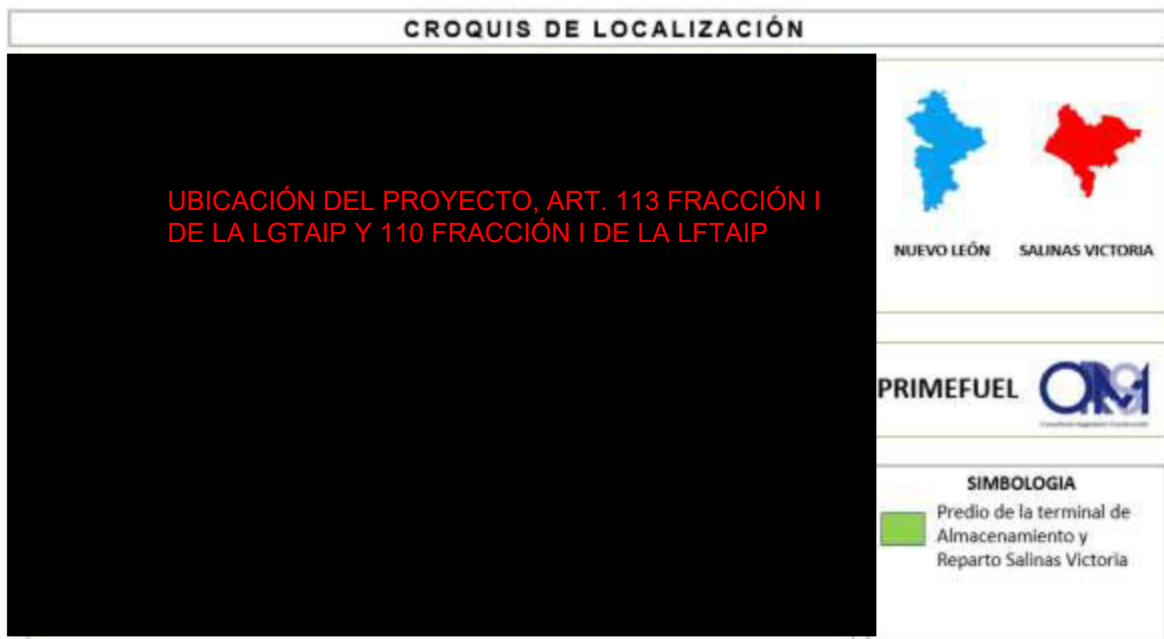 CROQUIS DE LOCALIZACIÓN
UBICACIÓN DEL PROYECTO, ART. 113 FRACCIÓN I
DE LA LGTAIP Y 110 FRACCIÓN I DE LA LFTAIP
NUEVO LEÓN SALINAS VICTORIA
PRIMEFUEL
SIMBOLOGIA
Predio de la terminal de
Almacenamiento y
Reparto Salinas Victoria